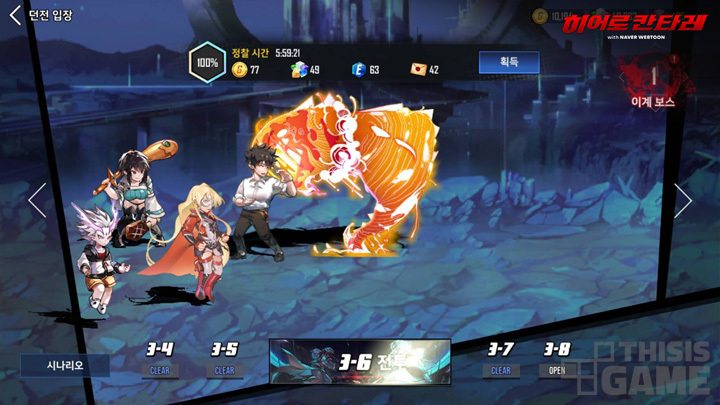 던전 입장
히어로 칸타레
with NAVER WEBTOON
정찰 시간 5:59:21
100%
G 77
49
E 63
42
획득
1
이계 보스
3-4
CLEAR
3-5
CLEAR
3-6 전투
3-7
CLEAR
3-8
OPEN
시나리오
THISIS
GAME